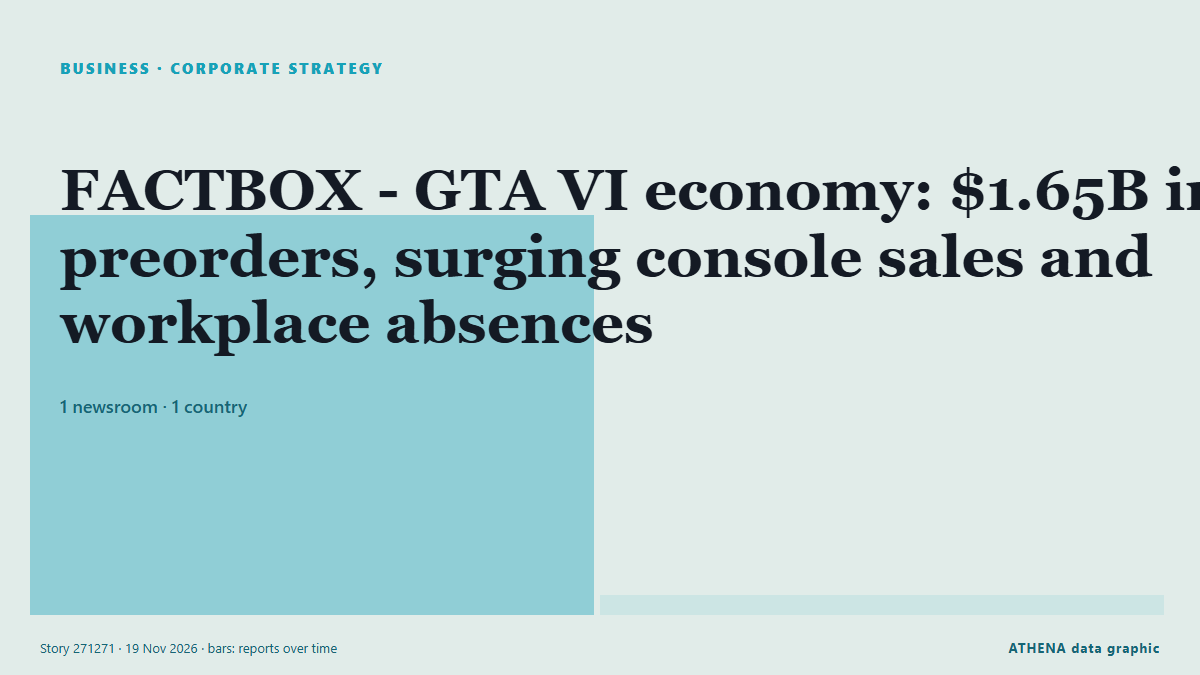 BUSINESS · CORPORATE STRATEGY
FACTBOX - GTA VI economy: $1.65B in
preorders, surging console sales and
workplace absences
1 newsroom · 1 country
Story 271271 · 19 Nov 2026 · bars: reports over time
ATHENA data graphic